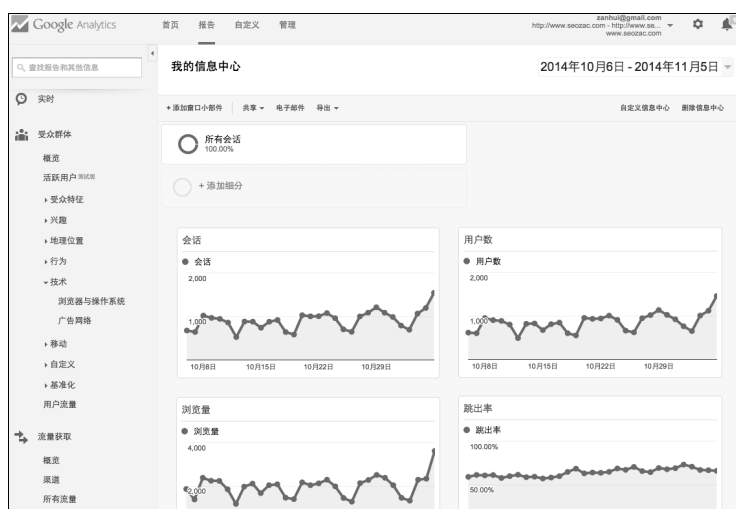 Google Analytics
首页 报告 自定义 管理
zanhui@gmail.com
http://www.seozac.com - http://www.se...
www.seozac.com
查找报告和其他信息
我的信息中心
2014年10月6日 - 2014年11月5日
实时
+添加窗口小部件 共享 电子邮件 导出 自定义信息中心 删除信息中心
受众群体
概览
活跃用户 测试版
受众特征
兴趣
地理位置
行为
技术
浏览器与操作系统
广告网络
移动
自定义
基准化
用户流量
流量获取
概览
渠道
所有流量
所有会话
100.00%
+ 添加细分
会话
会话
2,000
1,000
10月8日 10月15日 10月22日 10月29日
用户数
用户数
2,000
1,000
10月8日 10月15日 10月22日 10月29日
浏览量
浏览量
4,000
2,000
跳出率
跳出率
100.00%
50.00%